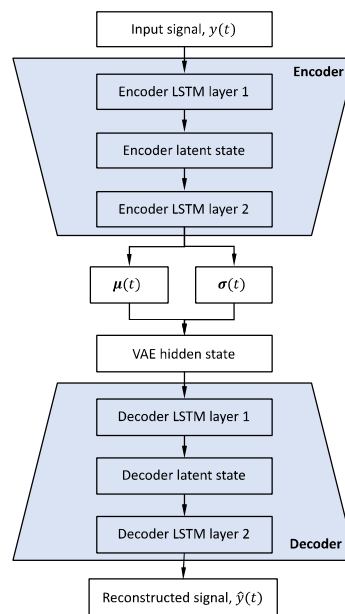 Input signal, y(t)
Encoder
Encoder LSTM layer 1
Encoder latent state
Encoder LSTM layer 2
μ(t)
σ(t)
VAE hidden state
Decoder LSTM layer 1
Decoder latent state
Decoder LSTM layer 2
Decoder
Reconstructed signal, ŷ(t)